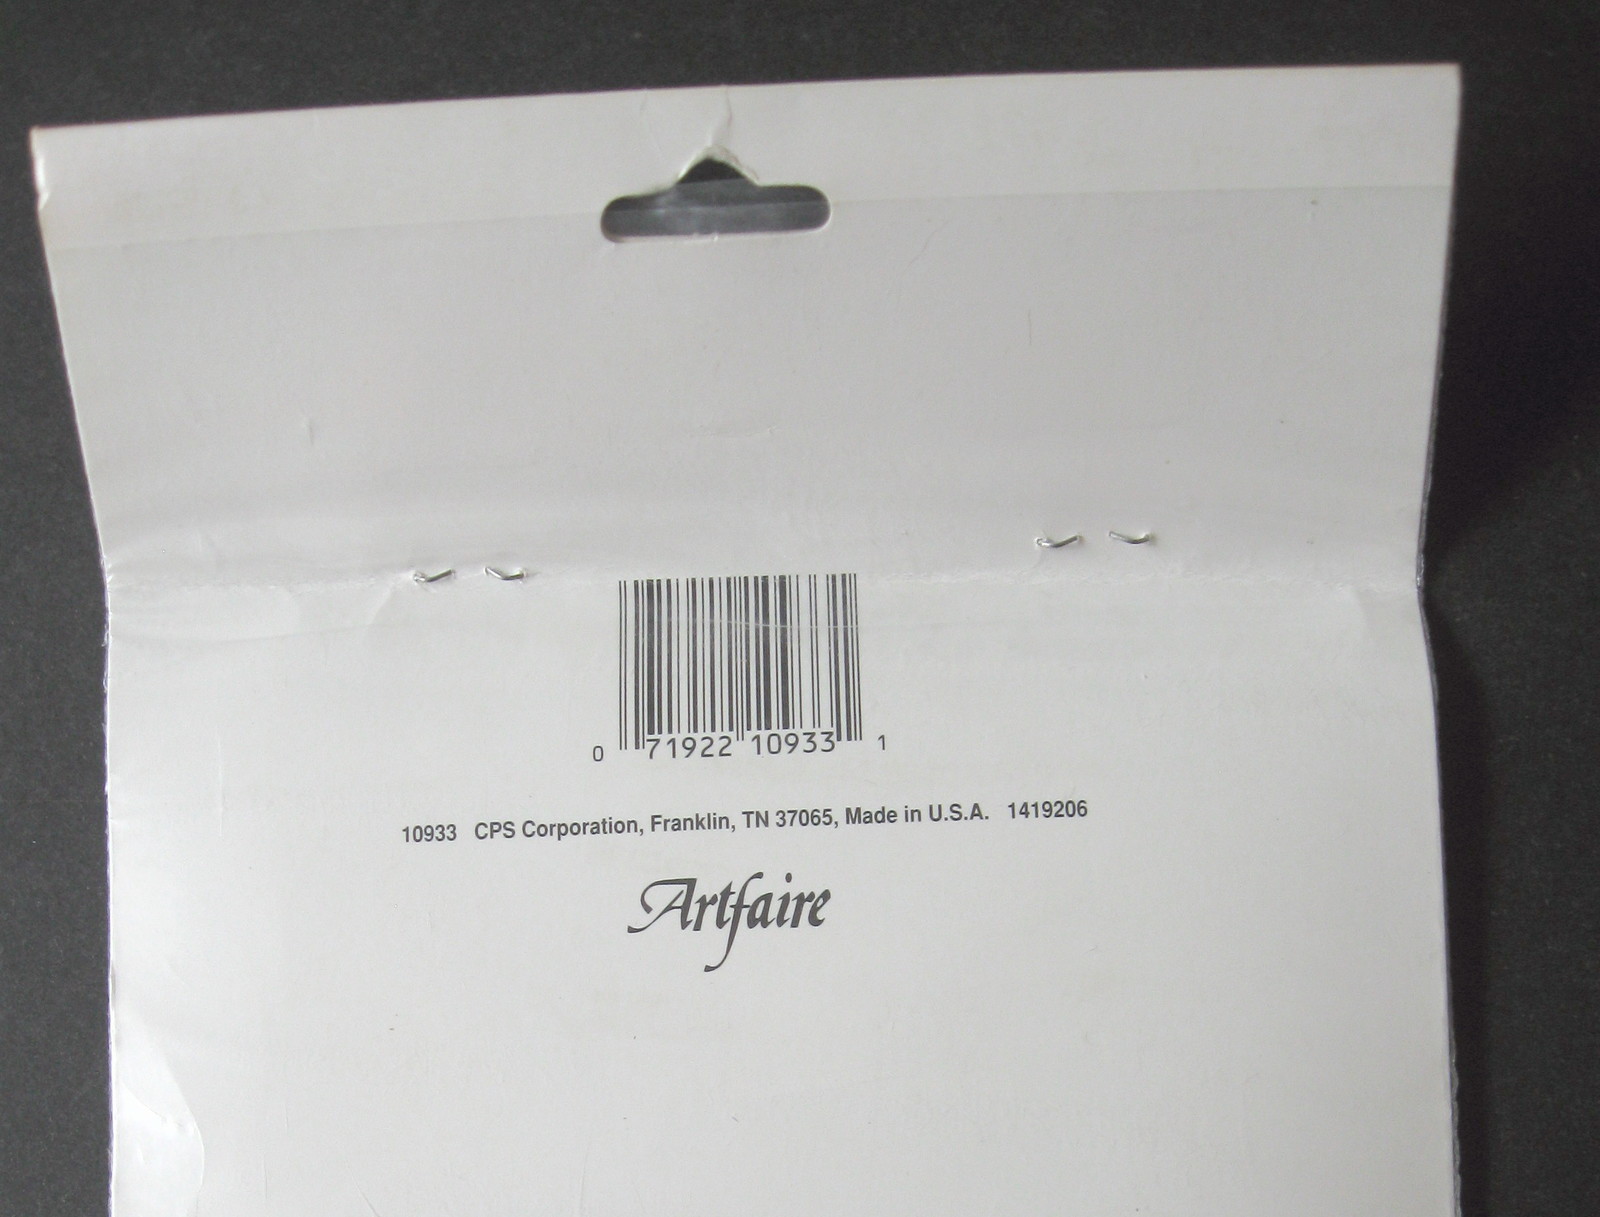 0 71922 10933 1
10933 CPS Corporation, Franklin, TN 37065, Made in U.S.A. 1419206
Artfaire